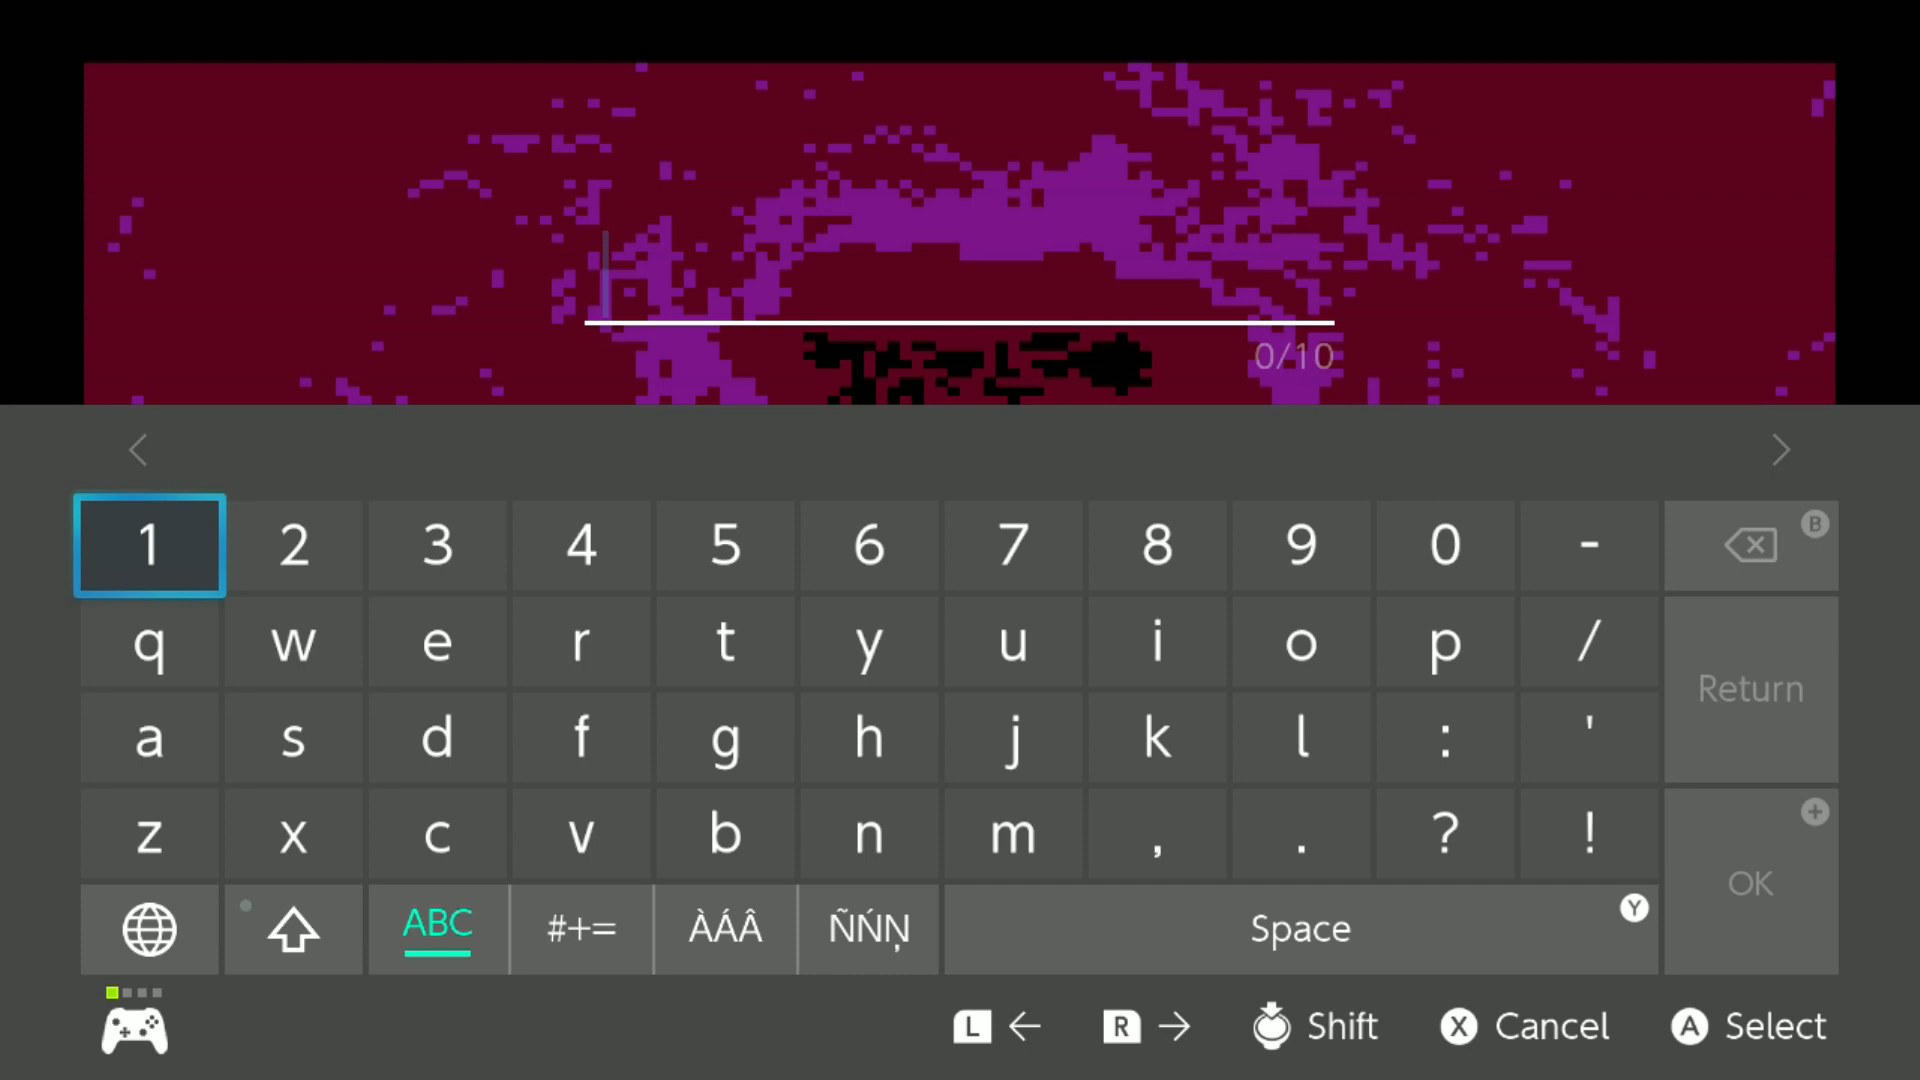 0/10
1 2 3 4 5 6 7 8 9 0 - B
q w e r t y u i o p / Return
a s d f g h j k l : '
z x c v b n m , . ? ! +
ABC #+= ÀÁÂ ÑŃŅ Space Y OK
L ← R → Shift X Cancel A Select